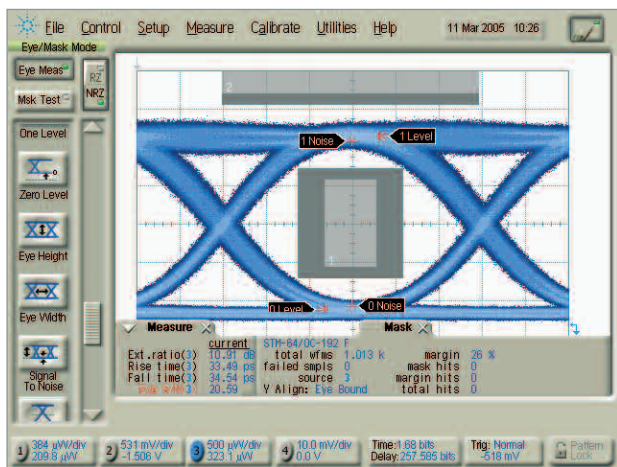 File Control Setup Measure Calibrate Utilities Help 11 Mar 2005 10:26
Eye/Mask Mode
Eye Meas
RZ
NRZ
Msk Test
One Level
Zero Level
Eye Height
Eye Width
Signal
To Noise
2
1 Noise
1 Level
1
0 Level
0 Noise
Measure
Mask
current
Ext.ratio(3) 10.91 dB
Rise time(3) 33.49 ps
Fall time(3) 34.54 ps
20.59
STM-64/OC-192 F
total wfms 1.013 k margin 26 %
failed smpls 0 mask hits 0
source 3 margin hits 0
Y Align: Eye Bound total hits 0
1 384 µW/div
209.8 µW
2 531 mV/div
-1.506 V
3 500 µW/div
323.1 µW
4 10.0 mV/div
0.0 V
Time:1.68 bits
Delay:257.585 bits
Trig: Normal
-518 mV
Pattern
Lock